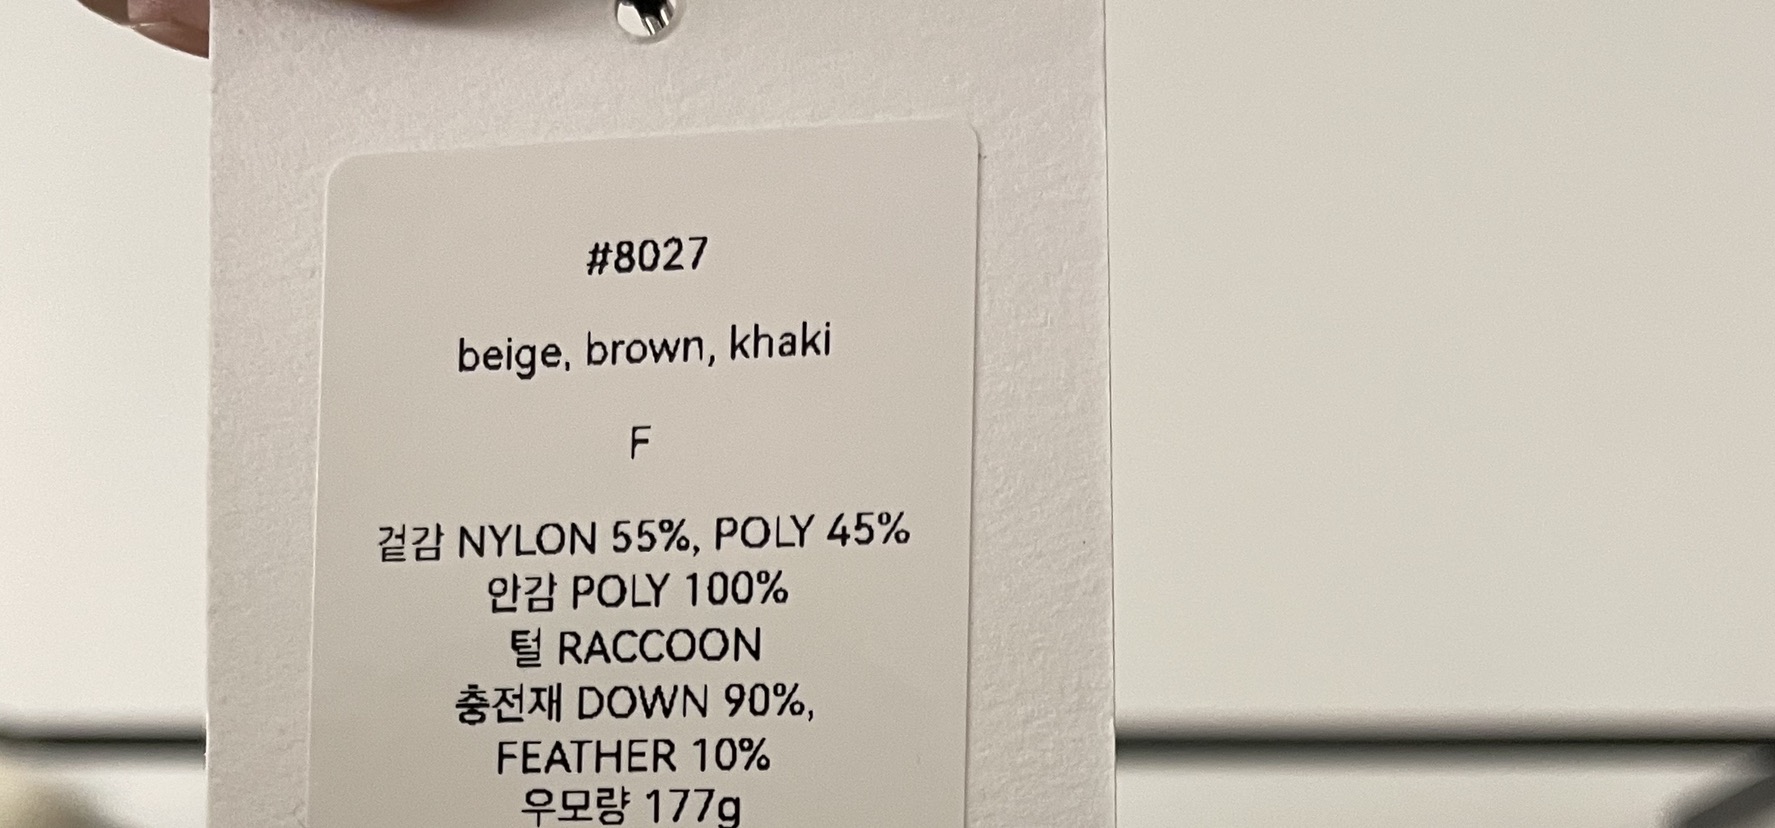 #8027
beige, brown, khaki
F
겉감 NYLON 55%, POLY 45%
안감 POLY 100%
털 RACCOON
충전재 DOWN 90%,
FEATHER 10%
우모량 177g